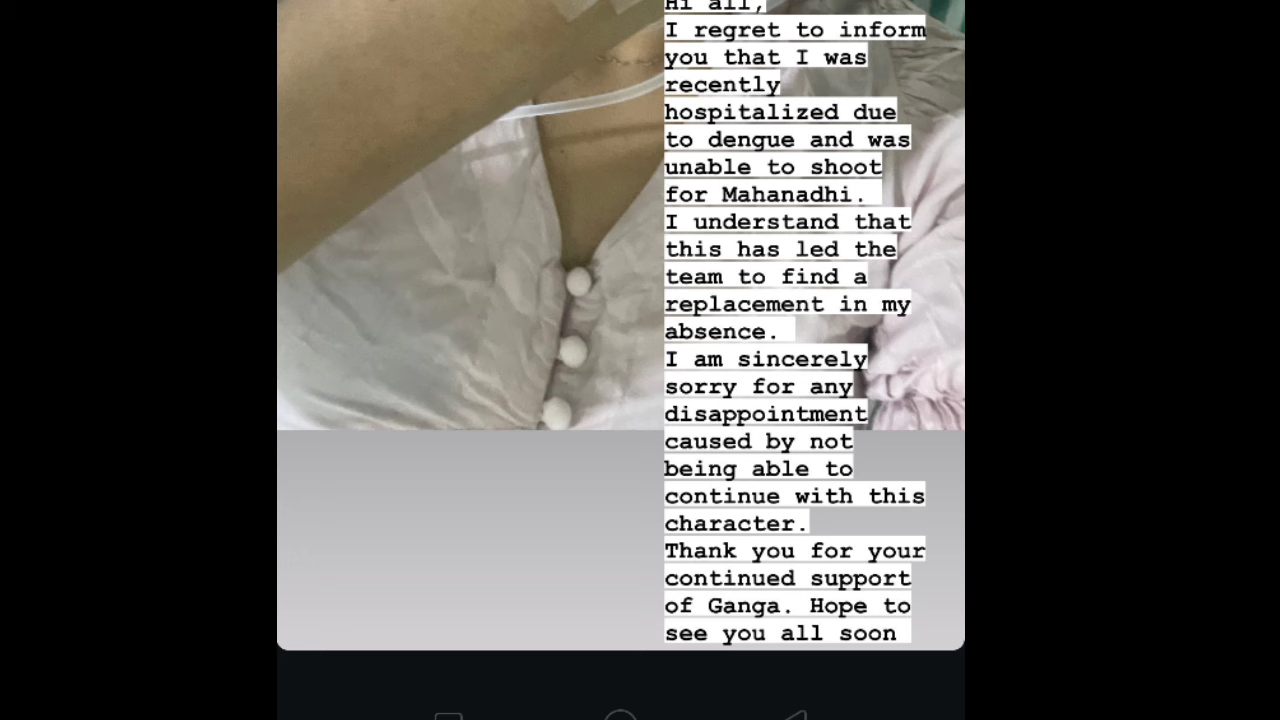 Hi all,
I regret to inform
you that I was
recently
hospitalized due
to dengue and was
unable to shoot
for Mahanadhi.
I understand that
this has led the
team to find a
replacement in my
absence.
I am sincerely
sorry for any
disappointment
caused by not
being able to
continue with this
character.
Thank you for your
continued support
of Ganga. Hope to
see you all soon